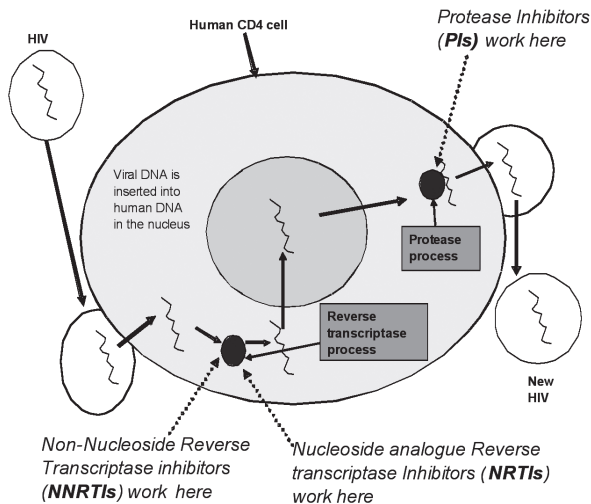 Protease Inhibitors
(PIs) work here
Human CD4 cell
HIV
Viral DNA is
inserted into
human DNA
in the nucleus
Protease
process
Reverse
transcriptase
process
New
HIV
Non-Nucleoside Reverse
Transcriptase inhibitors
(NNRTIs) work here
Nucleoside analogue Reverse
transcriptase Inhibitors (NRTIs)
work here